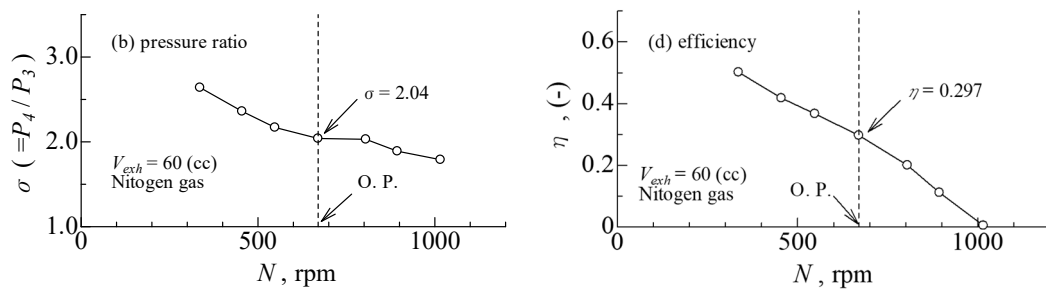 3.0
2.0
1.0
σ (=P4 / P3)
(b) pressure ratio
σ = 2.04
Vexh = 60 (cc)
Nitogen gas
O. P.
0
500
1000
N , rpm
0.6
0.4
0.2
0
η , (-)
(d) efficiency
η = 0.297
Vexh = 60 (cc)
Nitogen gas
O. P.
0
500
1000
N , rpm